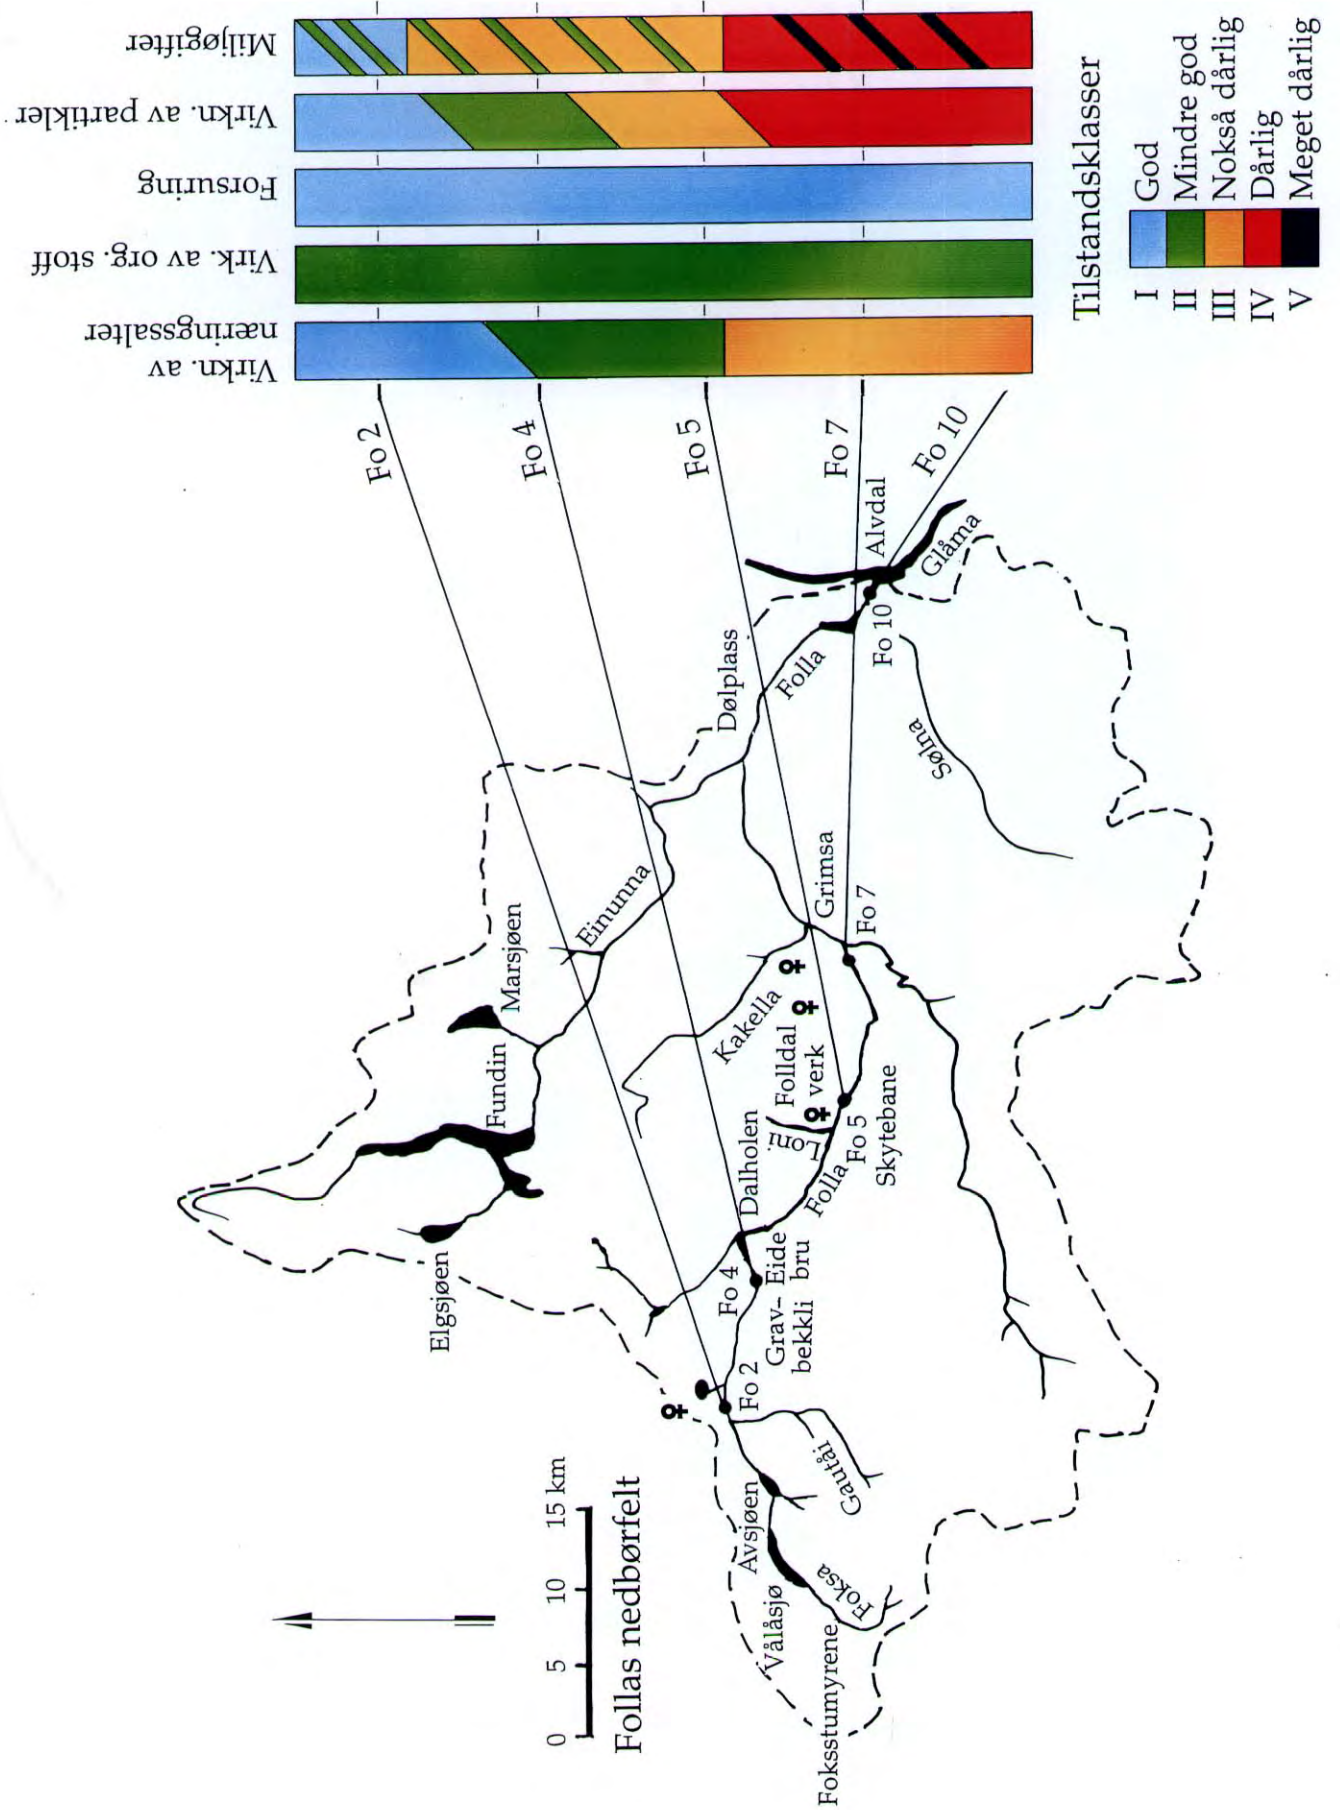 Miljøgifter
Virkn. av partikler
Forsuring
Virk. av org. stoff
Virkn. av
næringssalter
Fo 2
Fo 4
Fo 5
Fo 7
Fo 10
Tilstandsklasser
I God
II Mindre god
III Nokså dårlig
IV Dårlig
V Meget dårlig
0 5 10 15 km
Follas nedbørfelt
Elgsjøen
Fundin
Marsjøen
Einunna
Kakella
Folldal
verk
Dalholen
Loni.
Folla
Fo 5
Skytebane
Fo 4
Eide
bru
Grav-
bekkli
Fo 2
Gautåi
Avsjøen
Vålåsjø
Foksa
Foksstumyrene
Grimsa
Fo 7
Dølplass
Folla
Fo 10
Sølna
Alvdal
Glåma